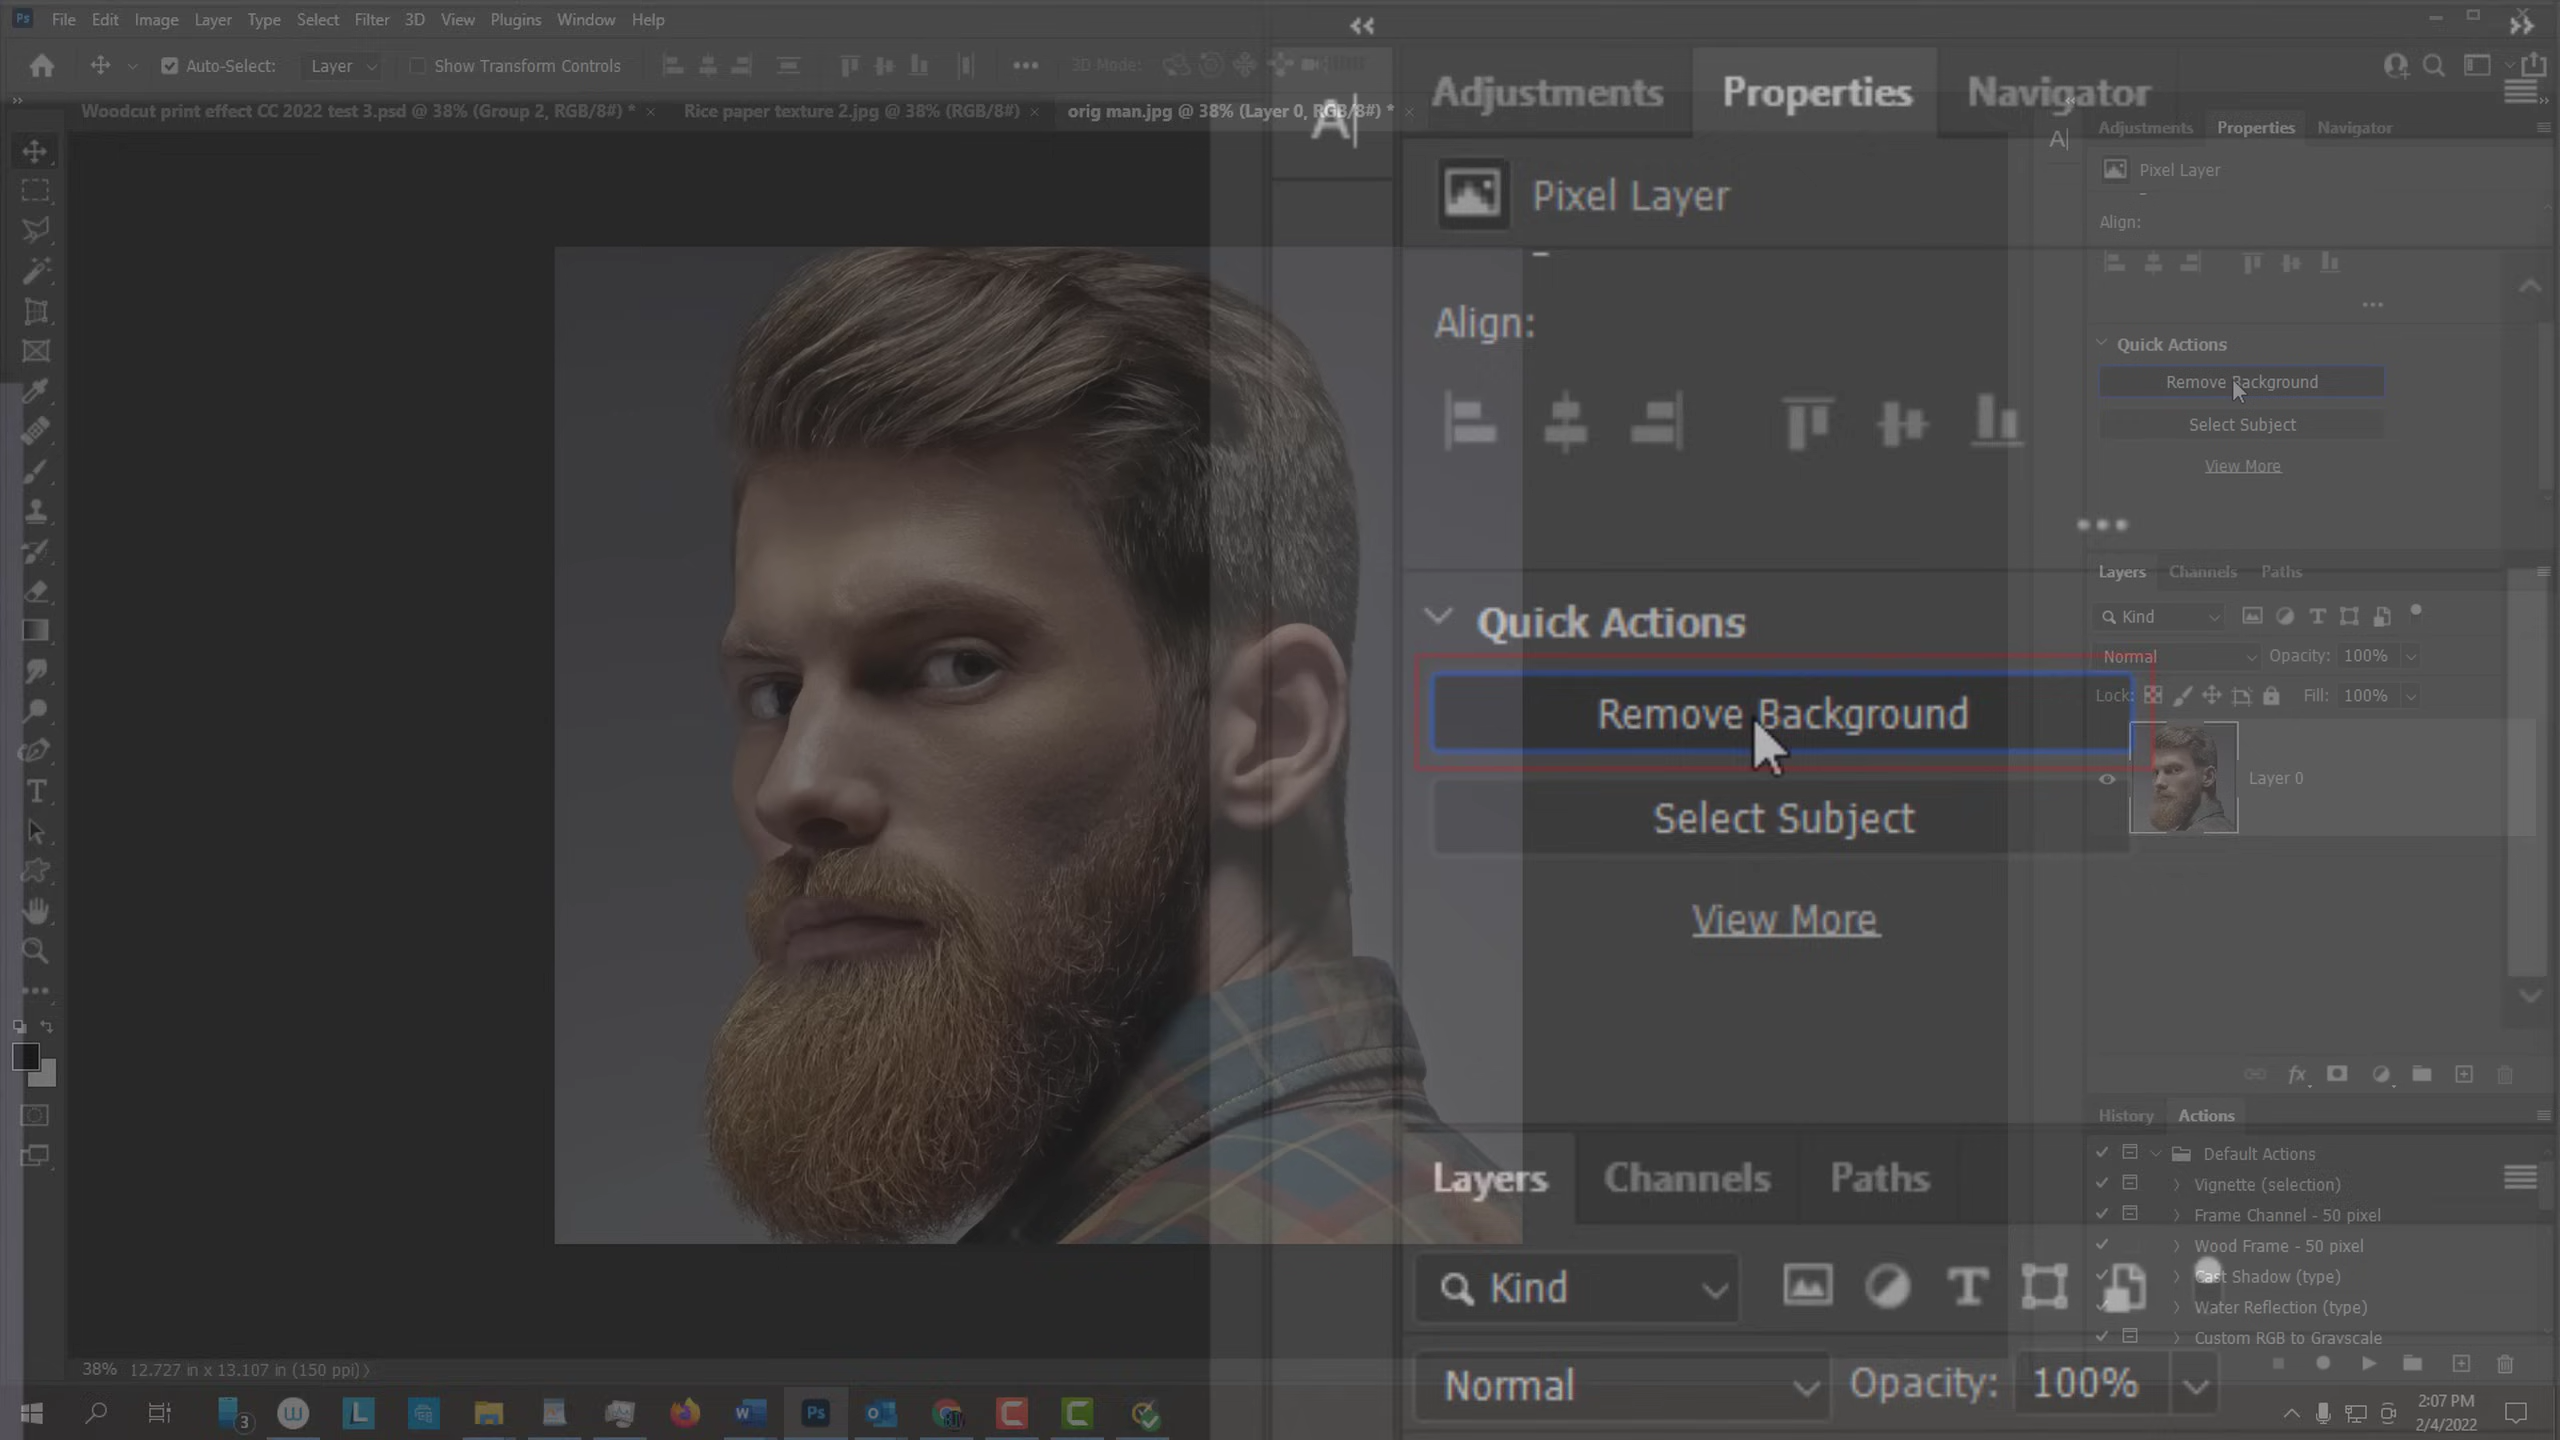 Ps File Edit Image Layer Type Select Filter 3D View Plugins Window Help
Auto-Select: Layer Show Transform Controls 3D Mode:
Woodcut print effect CC 2022 test 3.psd @ 38% (Group 2, RGB/8#) * Rice paper texture 2.jpg @ 38% (RGB/8#) orig man.jpg @ 38% (Layer 0, RGB/8#) *
A|
Adjustments Properties Navigator
Pixel Layer
Align:
Quick Actions
Remove Background
Select Subject
View More
Layers Channels Paths
Kind
Normal Opacity: 100%
A|
Adjustments Properties Navigator
Pixel Layer
Align:
Quick Actions
Remove Background
Select Subject
View More
Layers Channels Paths
Kind
Normal Opacity: 100%
Lock: Fill: 100%
Layer 0
fx
History Actions
Default Actions
Vignette (selection)
Frame Channel - 50 pixel
Wood Frame - 50 pixel
Cast Shadow (type)
Water Reflection (type)
Custom RGB to Grayscale
38% 12.727 in x 13.107 in (150 ppi)
3
Ps
2:07 PM
2/4/2022